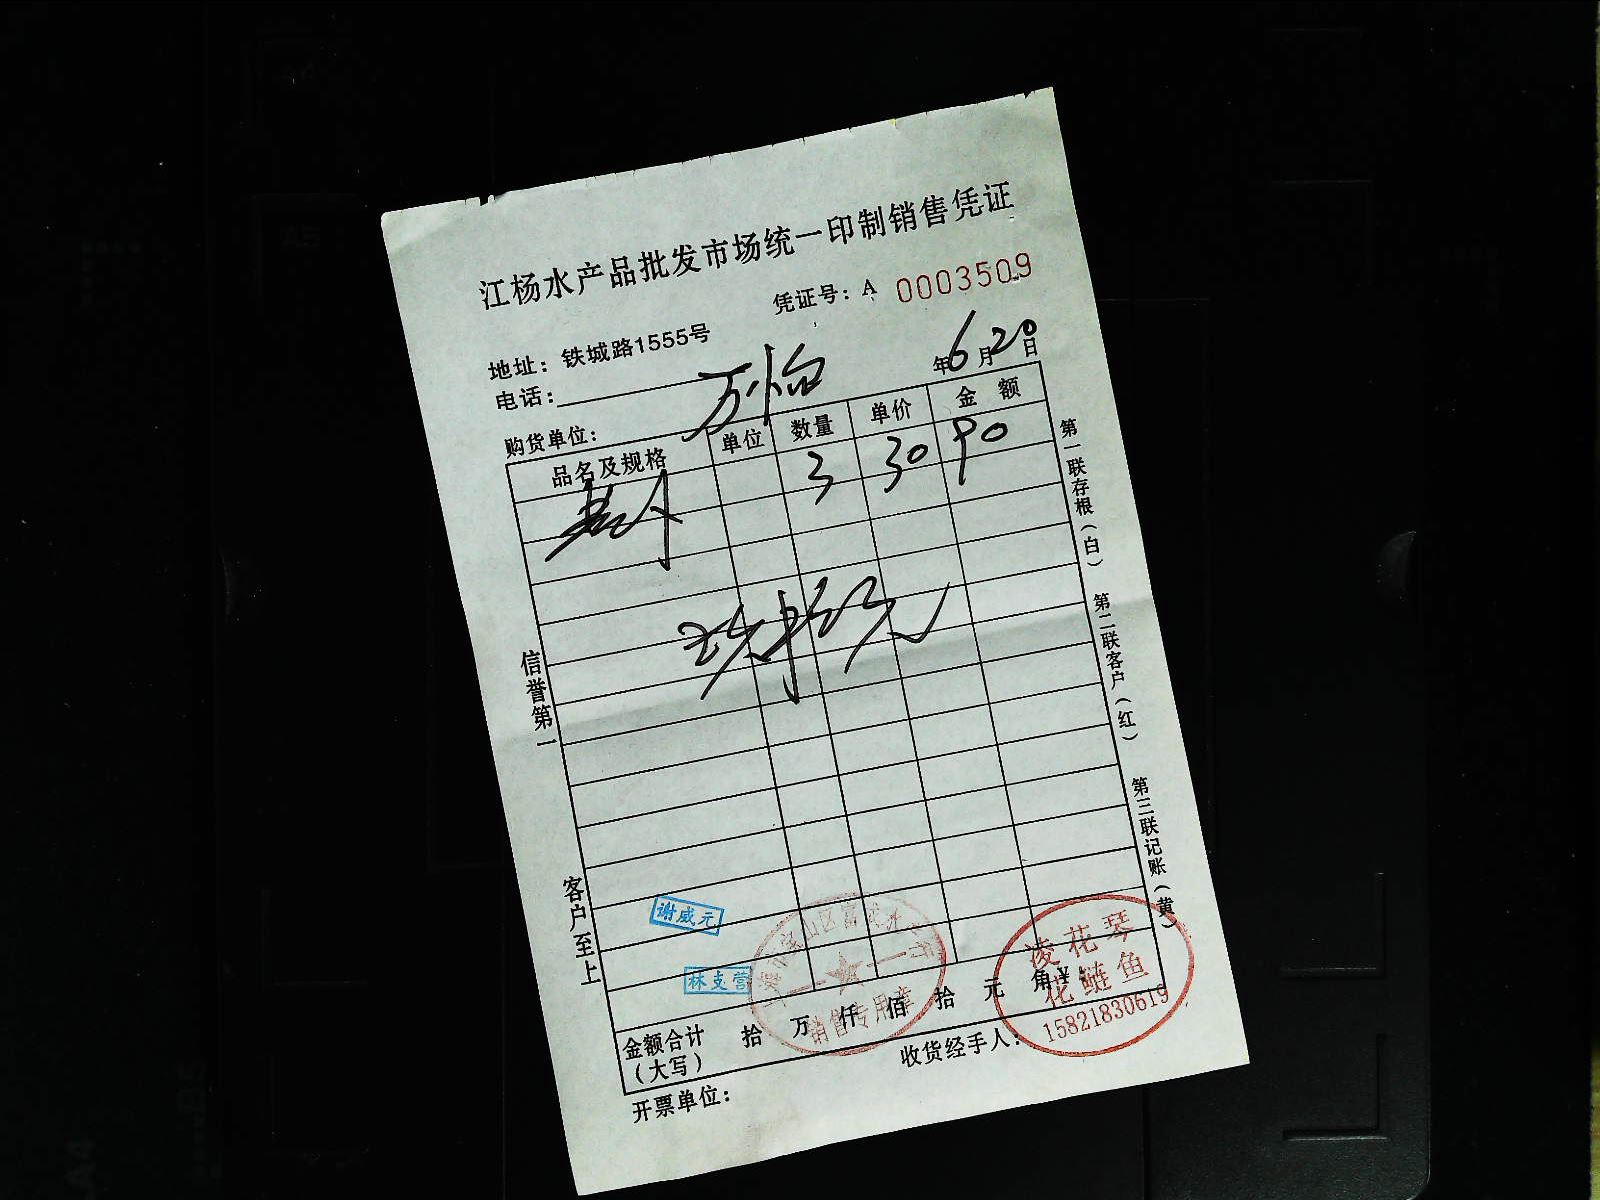 江杨水产品批发市场统一印制销售凭证
凭证号：A 0003509
地址：铁城路1555号
电话：
年6月20日
购货单位：万怡
品名及规格 单位 数量 单价 金额
3 30 90
第一联存根（白）
第二联客户（红）
第三联记账（黄）
信誉第一
客户至上
谢威元
林支营
销售专用章
凌花琴
花鲢鱼
15821830619
金额合计（大写） 拾 万 仟 佰 拾 元 角 ¥
收货经手人：
开票单位：